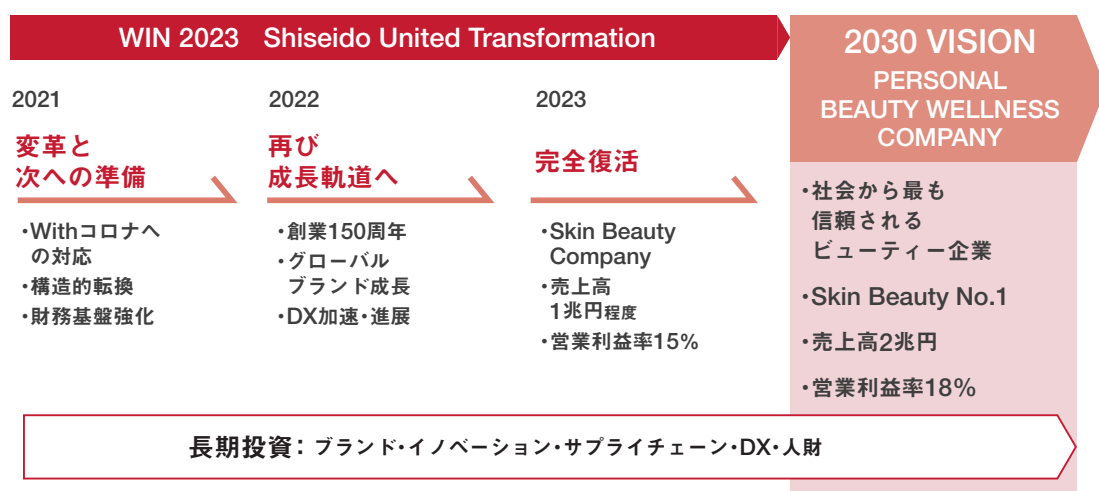 WIN 2023 Shiseido United Transformation
2021
変革と
次への準備
・Withコロナへ
の対応
・構造的転換
・財務基盤強化
2022
再び
成長軌道へ
・創業150周年
・グローバル
ブランド成長
・DX加速・進展
2023
完全復活
・Skin Beauty
Company
・売上高
1兆円程度
・営業利益率15%
2030 VISION
PERSONAL
BEAUTY WELLNESS
COMPANY
・社会から最も
信頼される
ビューティー企業
・Skin Beauty No.1
・売上高2兆円
・営業利益率18%
長期投資：ブランド・イノベーション・サプライチェーン・DX・人財